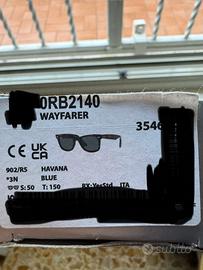 0RB2140
WAYFARER
3546
CE UK
CA
902/R5 HAVANA
*3N BLUE
S: 50 T: 150 ITA
subito